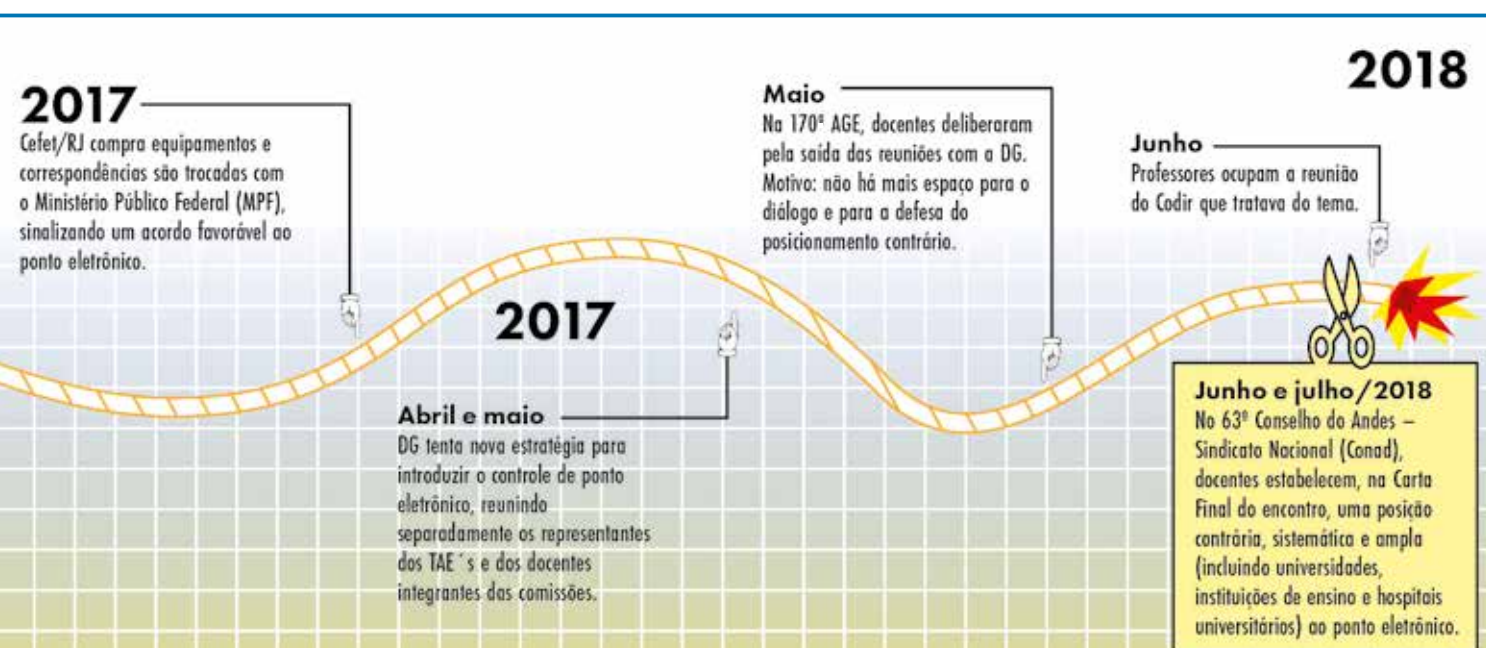 2017
Cefet/RJ compra equipamentos e
correspondências são trocadas com
o Ministério Público Federal (MPF),
sinalizando um acordo favorável ao
ponto eletrônico.
2017
Abril e maio
DG tenta nova estratégia para
introduzir o controle de ponto
eletrônico, reunindo
separadamente os representantes
dos TAE´s e dos docentes
integrantes das comissões.
Maio
Na 170ª AGE, docentes deliberaram
pela saída das reuniões com a DG.
Motivo: não há mais espaço para o
diálogo e para a defesa do
posicionamento contrário.
2018
Junho
Professores ocupam a reunião
do Codir que tratava do tema.
Junho e julho/2018
No 63º Conselho do Andes –
Sindicato Nacional (Conad),
docentes estabelecem, na Carta
Final do encontro, uma posição
contrária, sistemática e ampla
(incluindo universidades,
instituições de ensino e hospitais
universitários) ao ponto eletrônico.